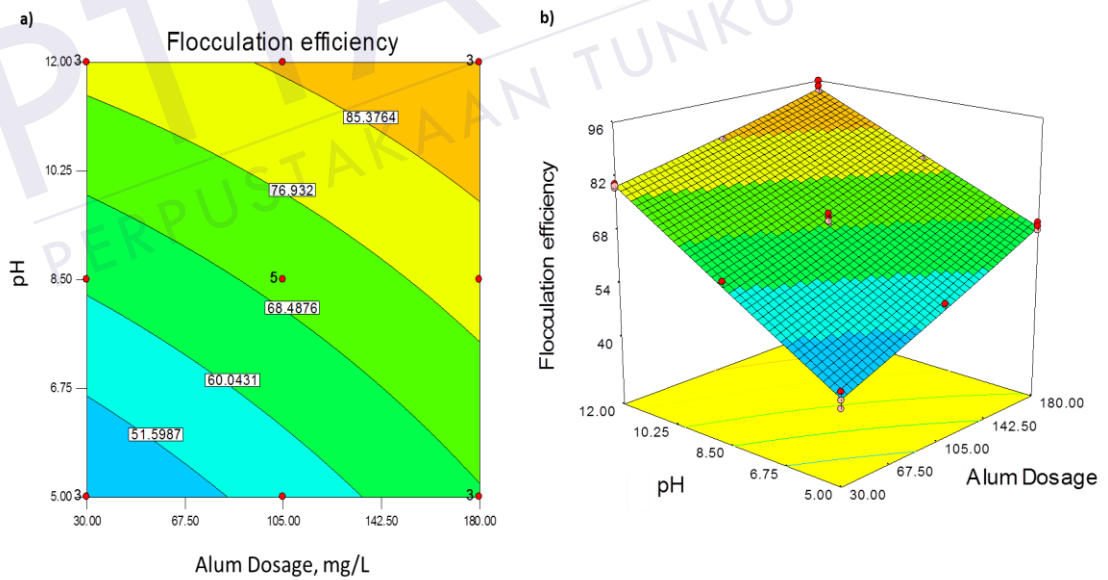 a)
Flocculation efficiency
12.00
3
3
85.3764
10.25
76.932
pH
8.50
5
68.4876
6.75
60.0431
51.5987
5.00
3
3
30.00 67.50 105.00 142.50 180.00
Alum Dosage, mg/L
b)
96
82
68
54
40
Flocculation efficiency
12.00
10.25
8.50
6.75
5.00
pH
180.00
142.50
105.00
67.50
30.00
Alum Dosage
PTTA
PERPUSTAKAAN TUNKU